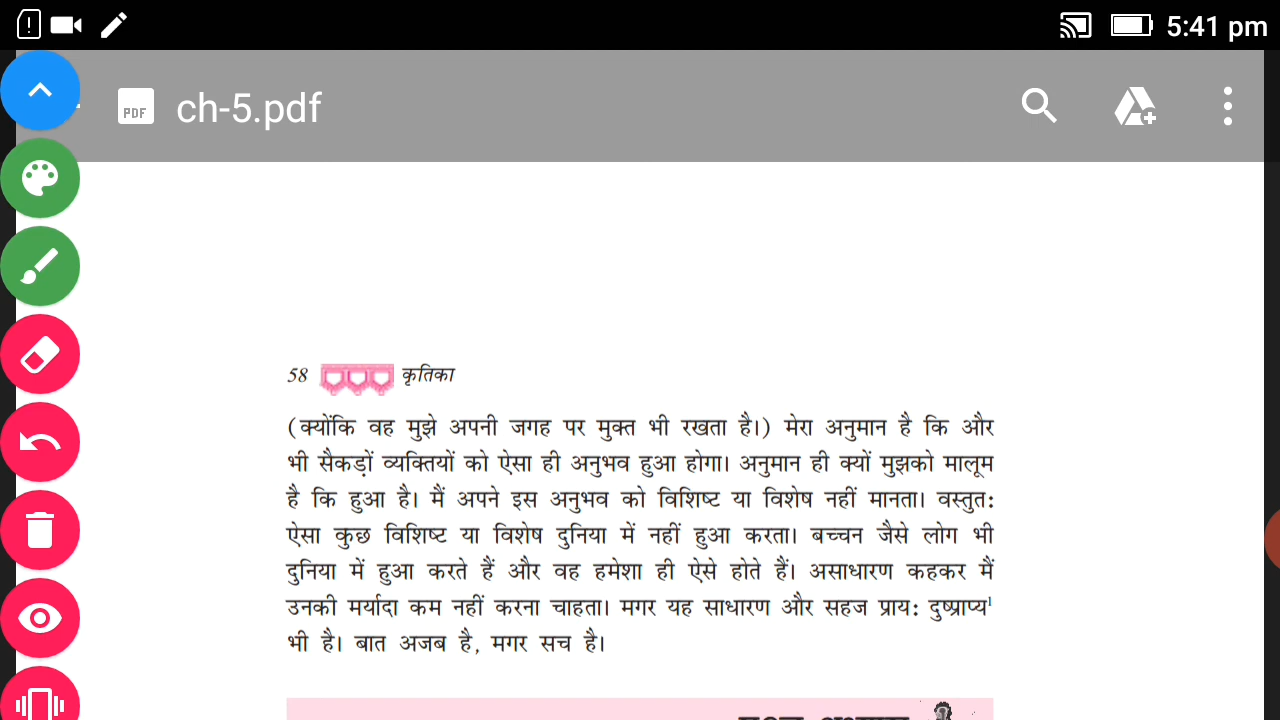 5:41 pm
PDF ch-5.pdf
58 कृतिका
(क्योंकि वह मुझे अपनी जगह पर मुक्त भी रखता है।) मेरा अनुमान है कि और
भी सैकड़ों व्यक्तियों को ऐसा ही अनुभव हुआ होगा। अनुमान ही क्यों मुझको मालूम
है कि हुआ है। मैं अपने इस अनुभव को विशिष्ट या विशेष नहीं मानता। वस्तुत:
ऐसा कुछ विशिष्ट या विशेष दुनिया में नहीं हुआ करता। बच्चन जैसे लोग भी
दुनिया में हुआ करते हैं और वह हमेशा ही ऐसे होते हैं। असाधारण कहकर मैं
उनकी मर्यादा कम नहीं करना चाहता। मगर यह साधारण और सहज प्राय: दुष्प्राप्य¹
भी है। बात अजब है, मगर सच है।